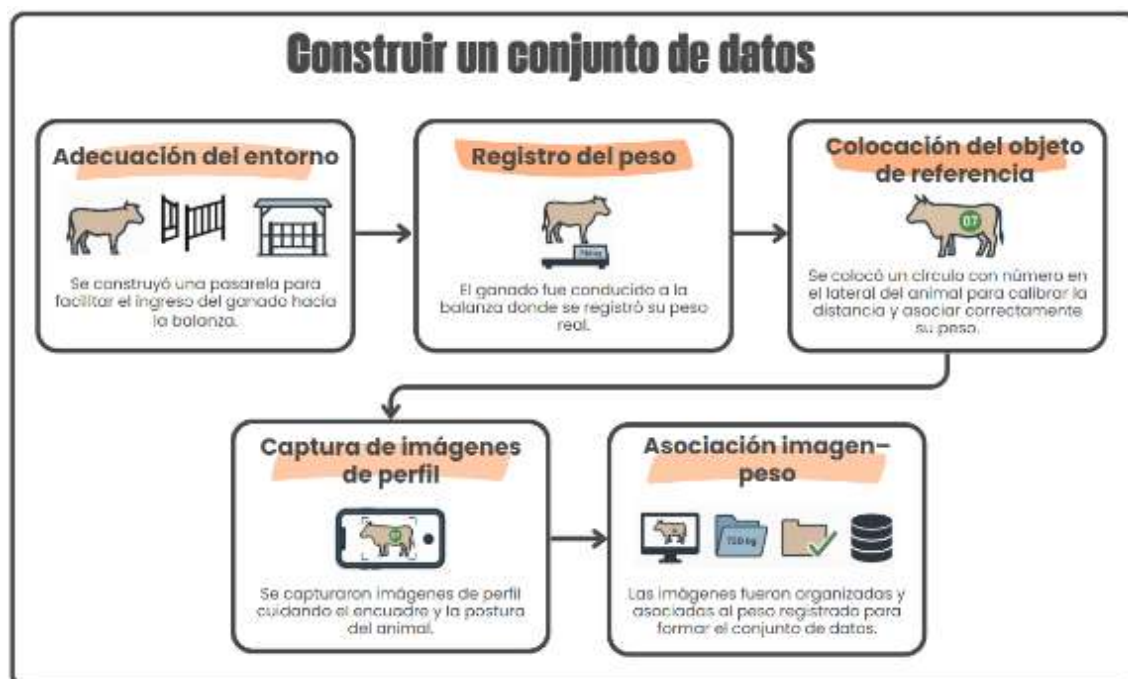 Construir un conjunto de datos
Adecuación del entorno
Se construyó una pasarela para
facilitar el ingreso del ganado hacia
la balanza.
Registro del peso
El ganado fue conducido a la
balanza donde se registró su peso
real.
Colocación del objeto
de referencia
07
Se colocó un círculo con número en
el lateral del animal para calibrar la
distancia y asociar correctamente
su peso.
Captura de imágenes
de perfil
Se capturaron imágenes de perfil
cuidando el encuadre y la postura
del animal.
Asociación imagen–
peso
Las imágenes fueron organizadas y
asociadas al peso registrado para
formar el conjunto de datos.